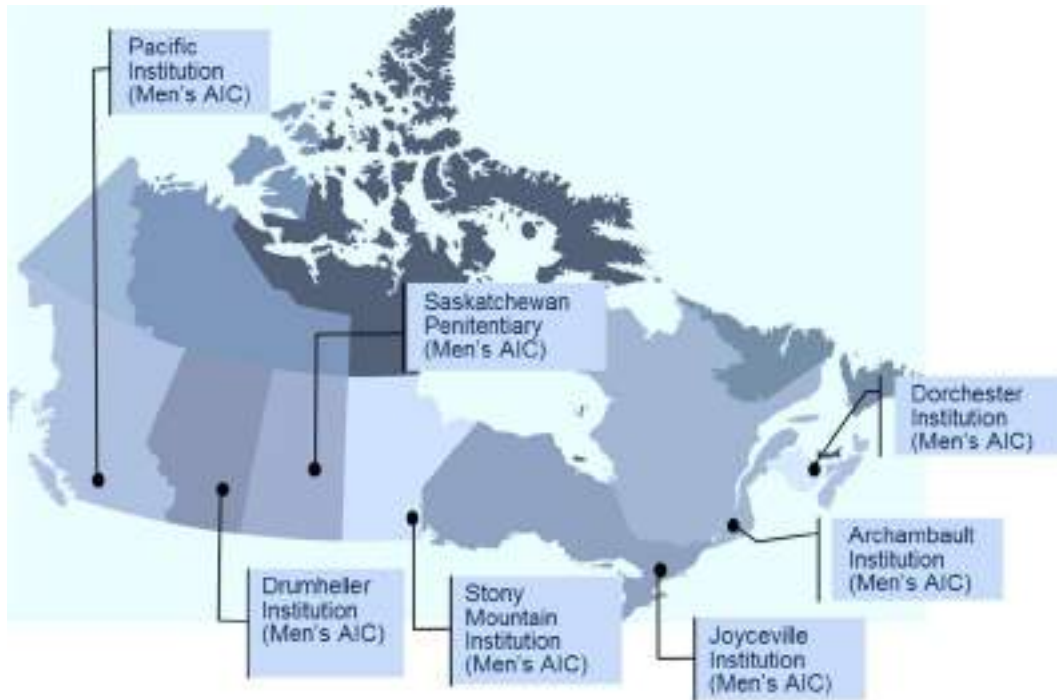 Pacific
Institution
(Men's AIC)
Saskatchewan
Penitentiary
(Men's AIC)
Dorchester
Institution
(Men's AIC)
Archambault
Institution
(Men's AIC)
Drumheller
Institution
(Men's AIC)
Stony
Mountain
Institution
(Men's AIC)
Joyceville
Institution
(Men's AIC)